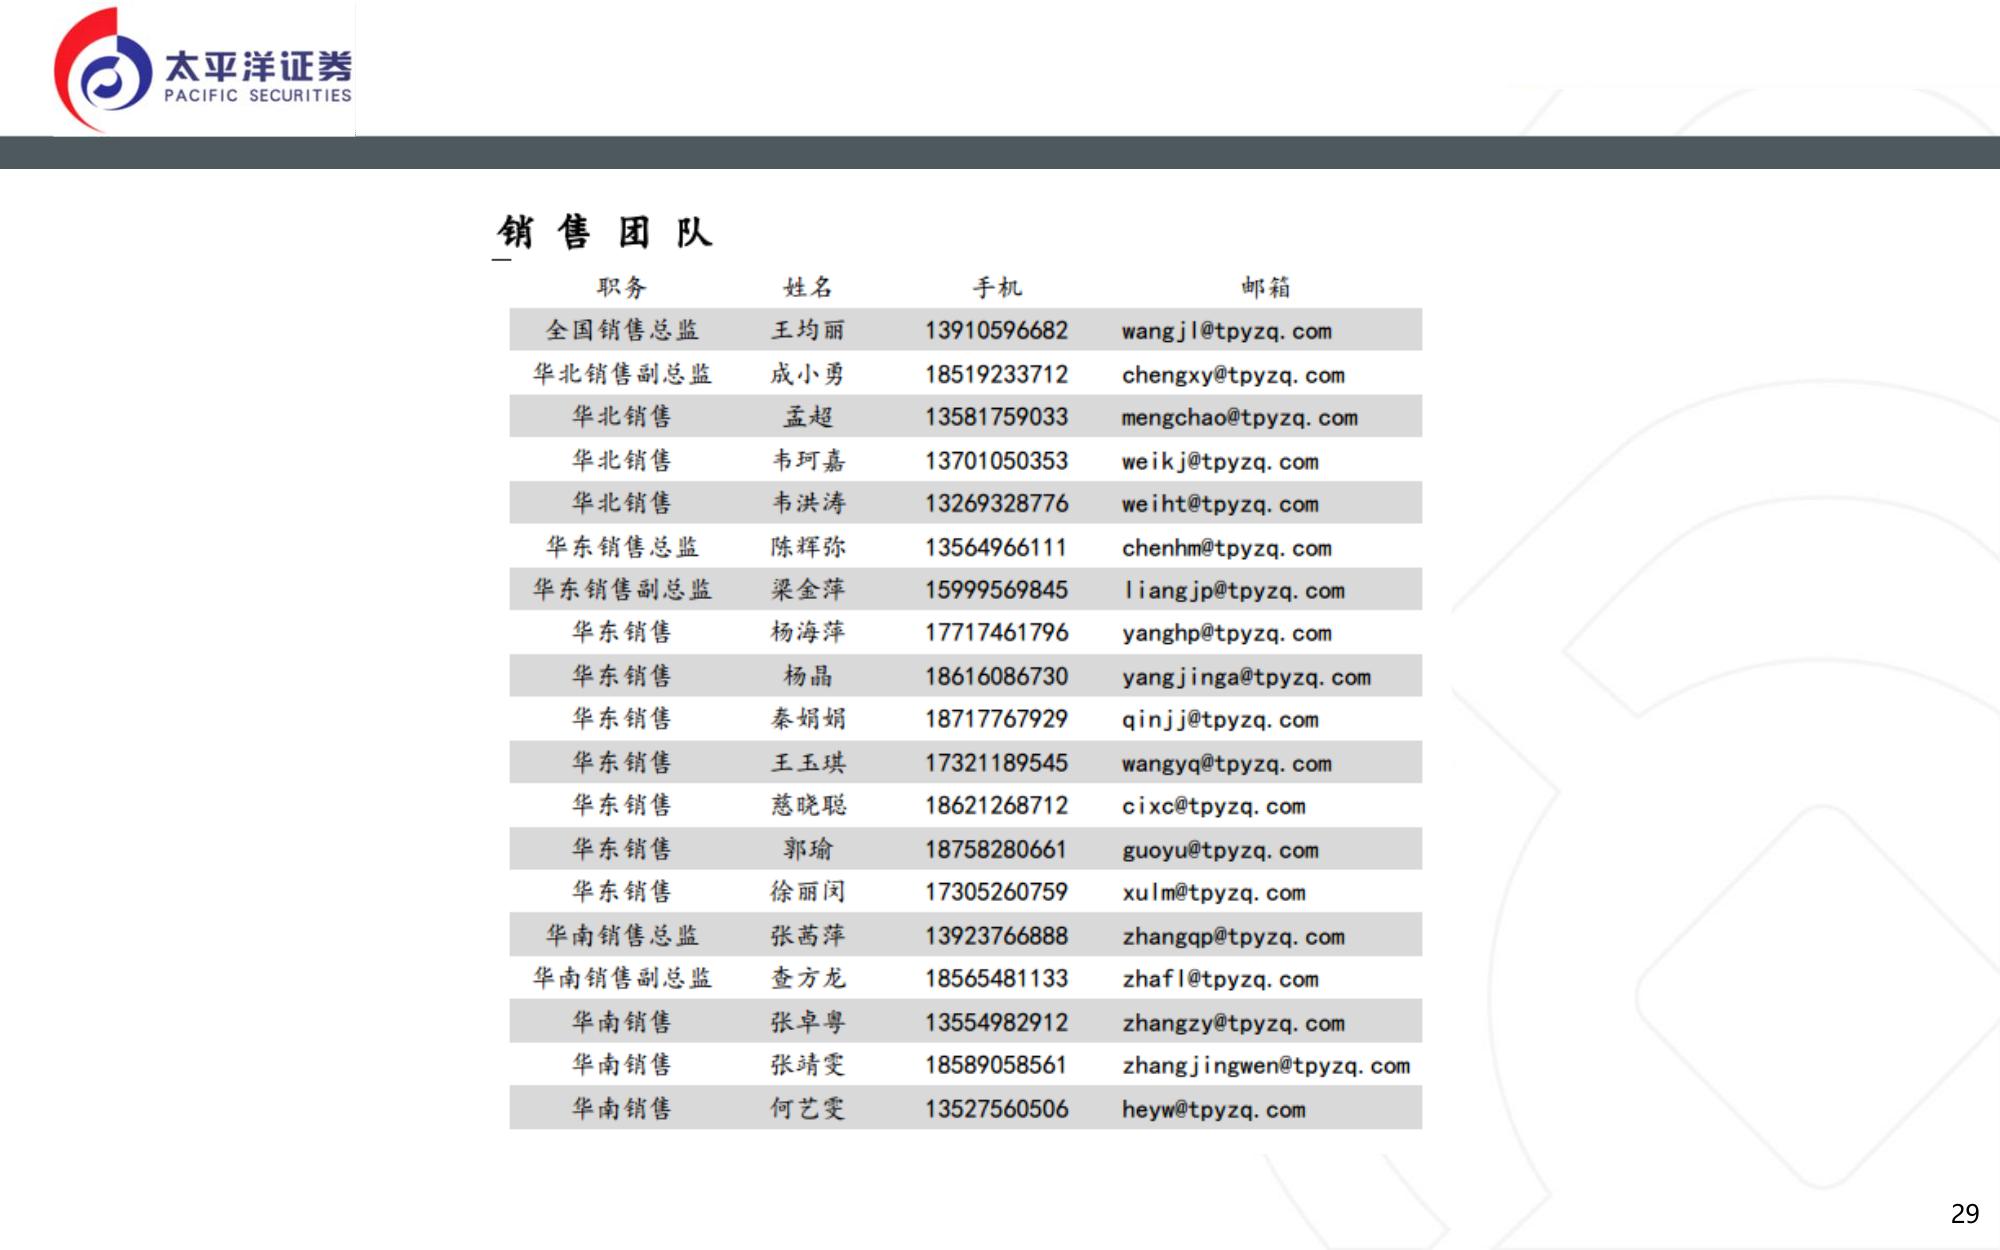 太平洋证券
PACIFIC SECURITIES
销售团队
职务 姓名 手机 邮箱
全国销售总监 王均丽 13910596682 wangjl@tpyzq.com
华北销售副总监 成小勇 18519233712 chengxy@tpyzq.com
华北销售 孟超 13581759033 mengchao@tpyzq.com
华北销售 韦珂嘉 13701050353 weikj@tpyzq.com
华北销售 韦洪涛 13269328776 weiht@tpyzq.com
华东销售总监 陈辉弥 13564966111 chenhm@tpyzq.com
华东销售副总监 梁金萍 15999569845 liangjp@tpyzq.com
华东销售 杨海萍 17717461796 yanghp@tpyzq.com
华东销售 杨晶 18616086730 yangjinga@tpyzq.com
华东销售 秦娟娟 18717767929 qinjj@tpyzq.com
华东销售 王玉琪 17321189545 wangyq@tpyzq.com
华东销售 慈晓聪 18621268712 cixc@tpyzq.com
华东销售 郭瑜 18758280661 guoyu@tpyzq.com
华东销售 徐丽闵 17305260759 xulm@tpyzq.com
华南销售总监 张茜萍 13923766888 zhangqp@tpyzq.com
华南销售副总监 查方龙 18565481133 zhafl@tpyzq.com
华南销售 张卓粤 13554982912 zhangzy@tpyzq.com
华南销售 张靖雯 18589058561 zhangjingwen@tpyzq.com
华南销售 何艺雯 13527560506 heyw@tpyzq.com
29